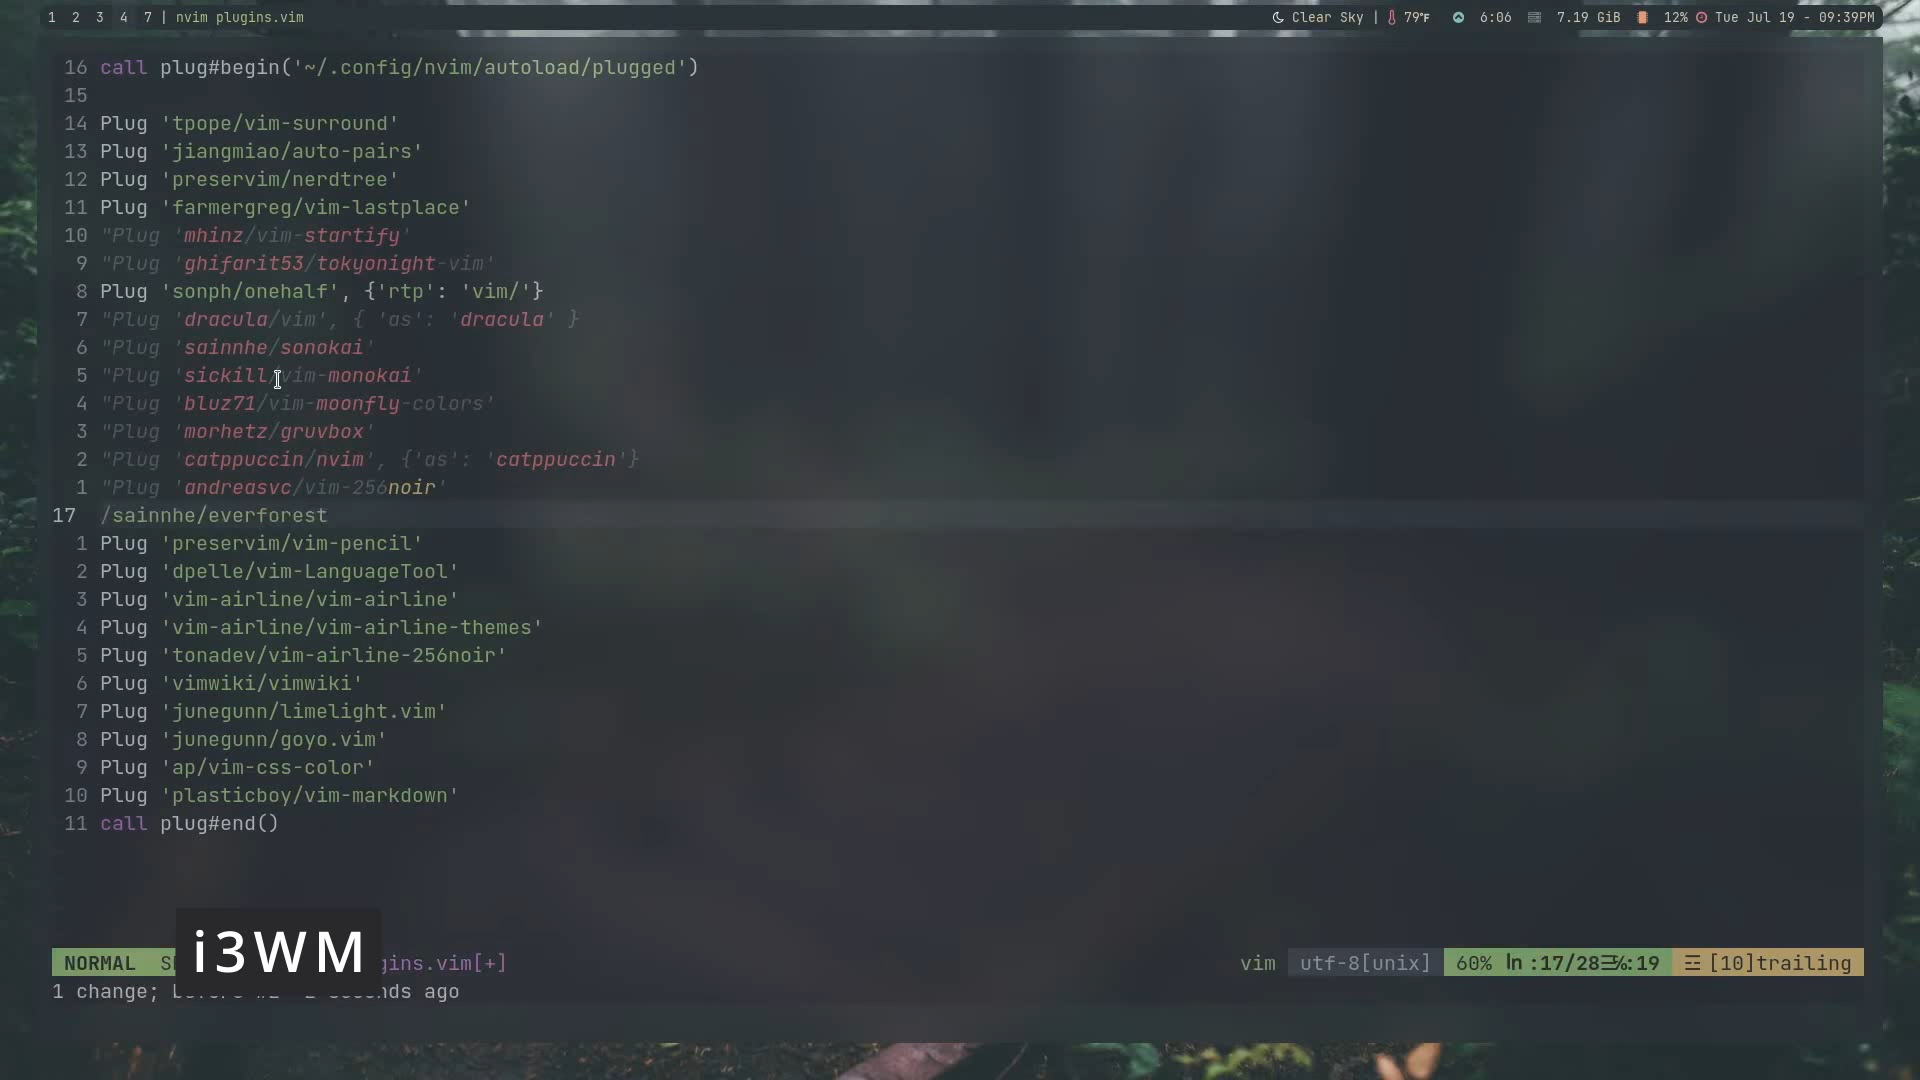 1 2 3 4 7 | nvim plugins.vim
Clear Sky | 79°F 6:06 7.19 GiB 12% Tue Jul 19 - 09:39PM
16 call plug#begin('~/.config/nvim/autoload/plugged')
15
14 Plug 'tpope/vim-surround'
13 Plug 'jiangmiao/auto-pairs'
12 Plug 'preservim/nerdtree'
11 Plug 'farmergreg/vim-lastplace'
10 "Plug 'mhinz/vim-startify'
9 "Plug 'ghifarit53/tokyonight-vim'
8 Plug 'sonph/onehalf', {'rtp': 'vim/'}
7 "Plug 'dracula/vim', { 'as': 'dracula' }
6 "Plug 'sainnhe/sonokai'
5 "Plug 'sickill/vim-monokai'
4 "Plug 'bluz71/vim-moonfly-colors'
3 "Plug 'morhetz/gruvbox'
2 "Plug 'catppuccin/nvim', {'as': 'catppuccin'}
1 "Plug 'andreasvc/vim-256noir'
17 /sainnhe/everforest
1 Plug 'preservim/vim-pencil'
2 Plug 'dpelle/vim-LanguageTool'
3 Plug 'vim-airline/vim-airline'
4 Plug 'vim-airline/vim-airline-themes'
5 Plug 'tonadev/vim-airline-256noir'
6 Plug 'vimwiki/vimwiki'
7 Plug 'junegunn/limelight.vim'
8 Plug 'junegunn/goyo.vim'
9 Plug 'ap/vim-css-color'
10 Plug 'plasticboy/vim-markdown'
11 call plug#end()
i3WM
NORMAL gins.vim[+] vim utf-8[unix] 60% ln :17/28☰℅:19 ☲ [10]trailing
1 change; seconds ago